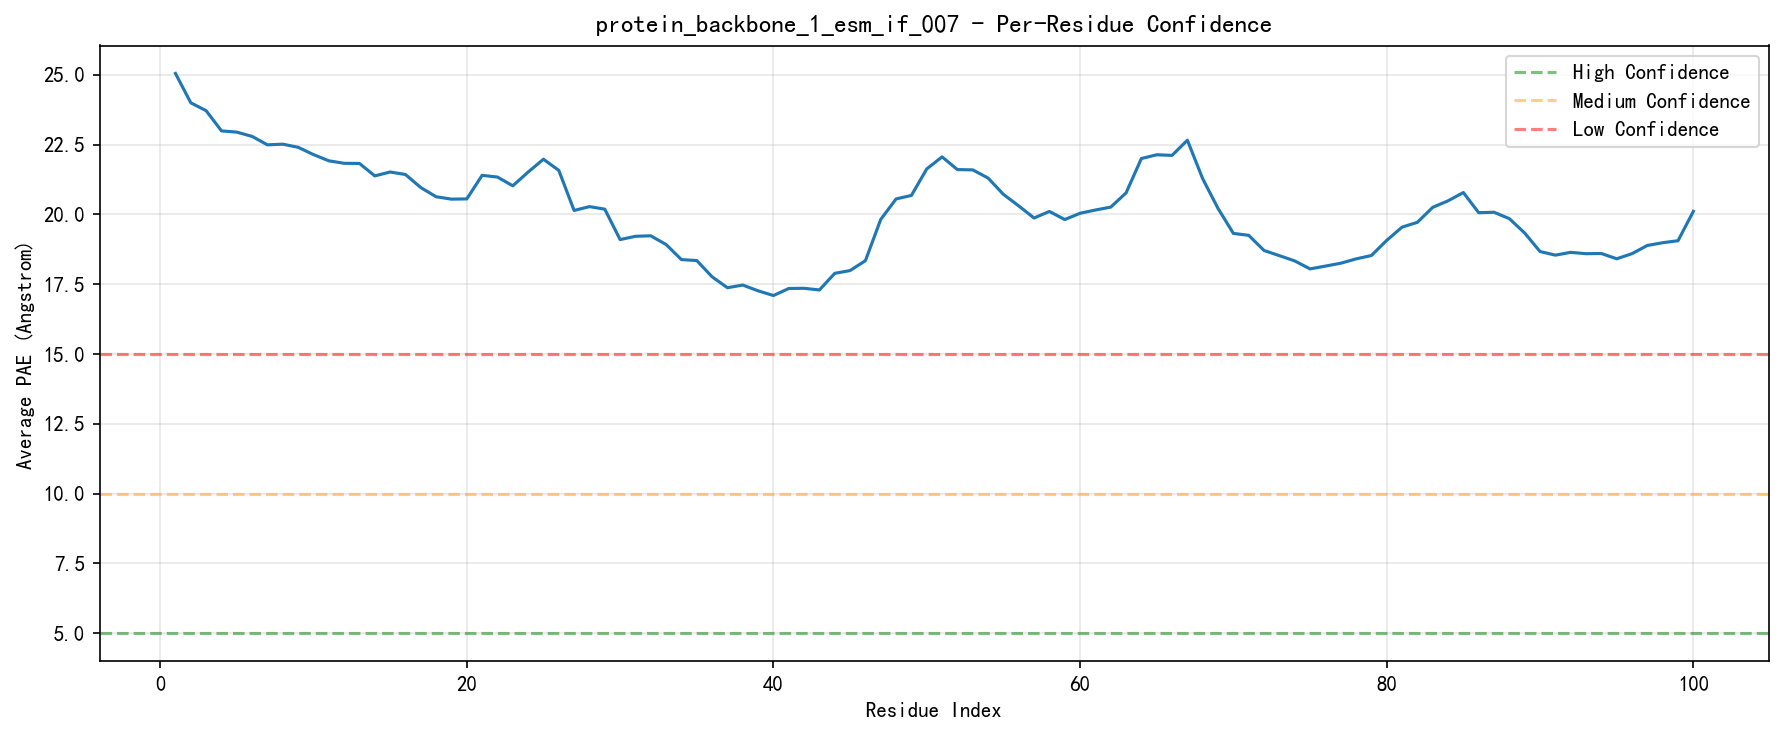 protein_backbone_1_esm_if_007 - Per-Residue Confidence
High Confidence
Medium Confidence
Low Confidence
Average PAE (Angstrom)
25.0
22.5
20.0
17.5
15.0
12.5
10.0
7.5
5.0
0 20 40 60 80 100
Residue Index